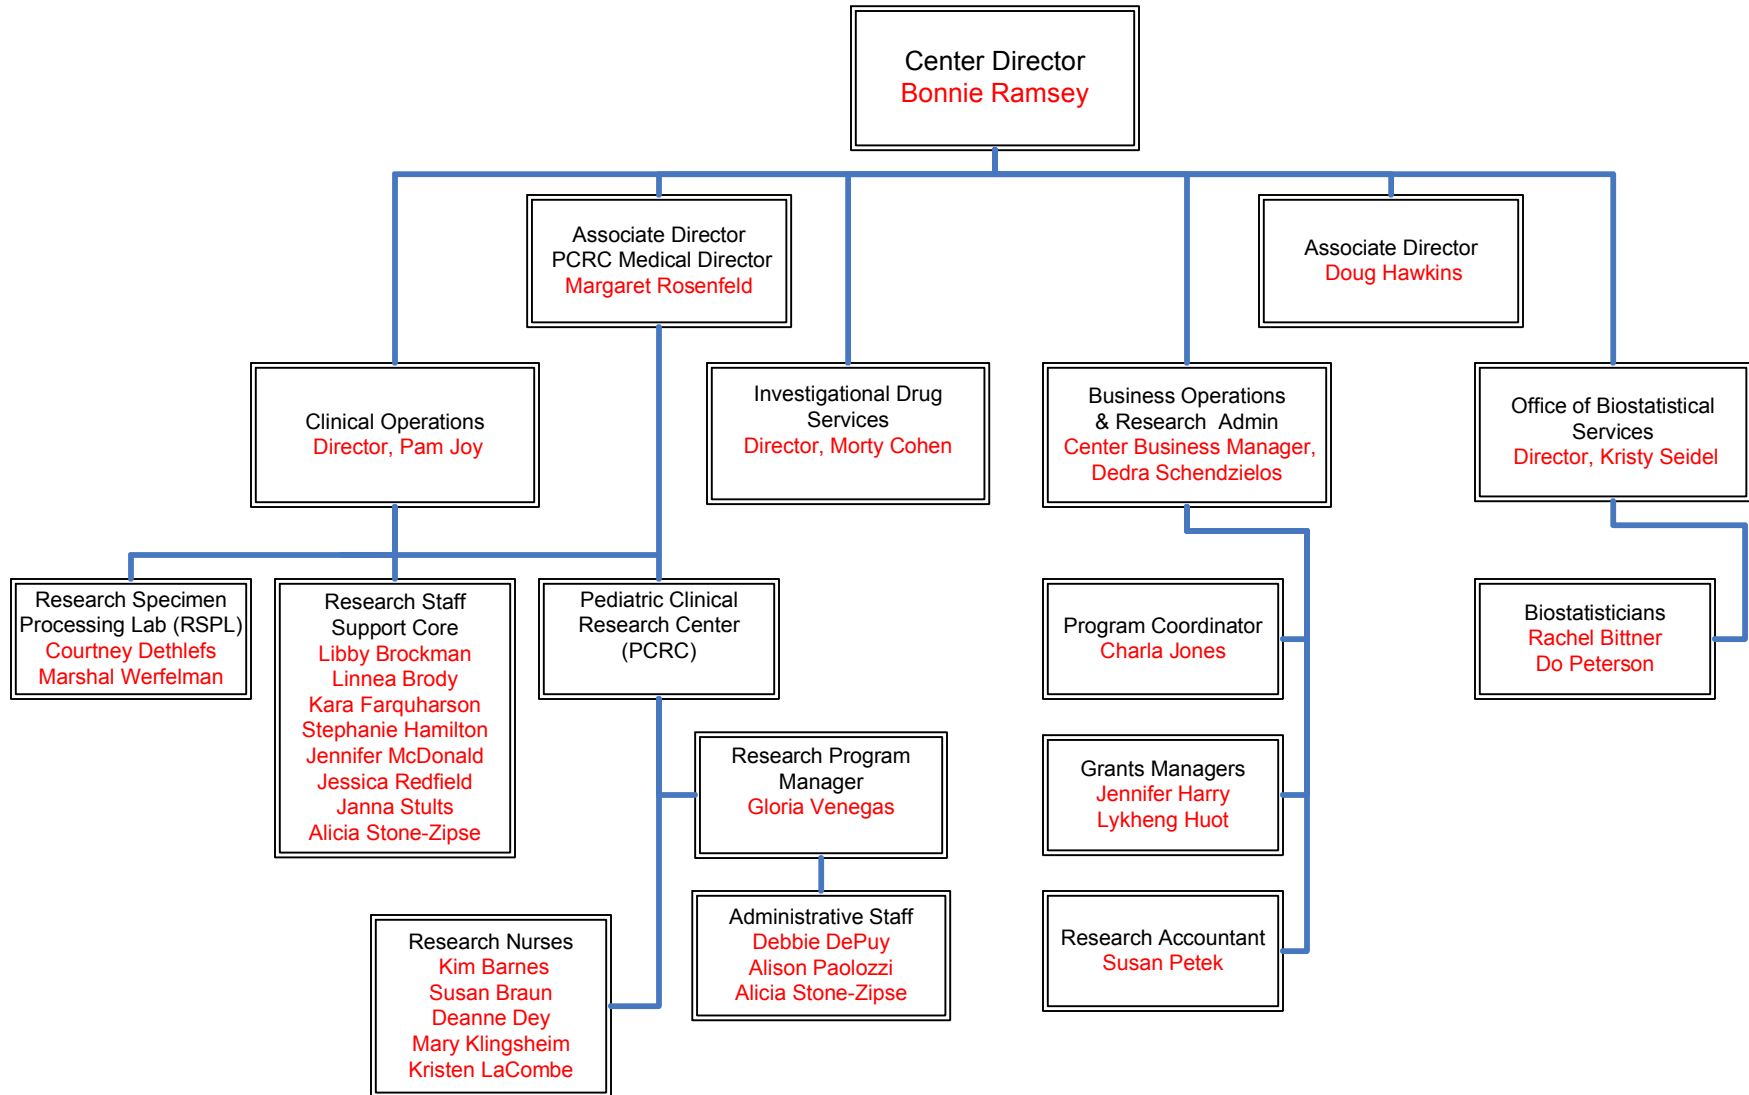 Center Director
Bonnie Ramsey
Associate Director
PCRC Medical Director
Margaret Rosenfeld
Associate Director
Doug Hawkins
Clinical Operations
Director, Pam Joy
Investigational Drug
Services
Director, Morty Cohen
Business Operations
& Research  Admin
Center Business Manager,
Dedra Schendzielos
Office of Biostatistical
Services
Director, Kristy Seidel
Research Specimen
Processing Lab (RSPL)
Courtney Dethlefs
Marshal Werfelman
Research Staff
Support Core
Libby Brockman
Linnea Brody
Kara Farquharson
Stephanie Hamilton
Jennifer McDonald
Jessica Redfield
Janna Stults
Alicia Stone-Zipse
Pediatric Clinical
Research Center
(PCRC)
Program Coordinator
Charla Jones
Biostatisticians
Rachel Bittner
Do Peterson
Research Program
Manager
Gloria Venegas
Grants Managers
Jennifer Harry
Lykheng Huot
Research Nurses
Kim Barnes
Susan Braun
Deanne Dey
Mary Klingsheim
Kristen LaCombe
Administrative Staff
Debbie DePuy
Alison Paolozzi
Alicia Stone-Zipse
Research Accountant
Susan Petek